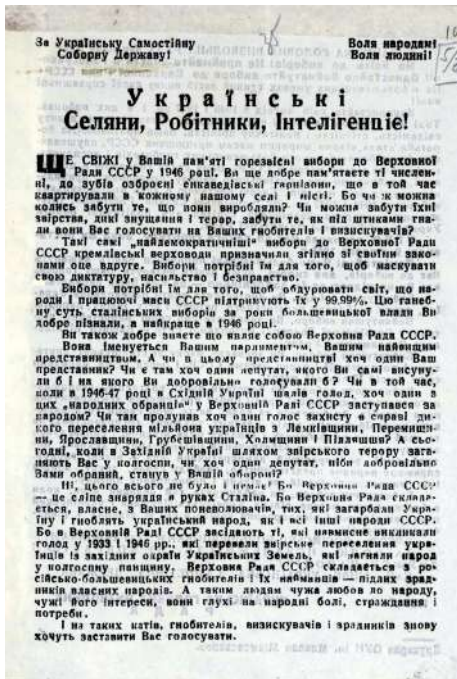 За Українську Самостійну
Соборну Державу!
Воля народам!
Воля людині!
Українські
Селяни, Робітники, Інтелігенціє!
ЩЕ СВІЖІ у Вашій пам'яті горезвісні вибори до Верховної
Ради СССР у 1946 році. Ви ще добре пам'ятаєте ті числен-
ні, до зубів озброєні енкаведівські гарнізони, що в той час
квартирували в кожному нашому селі і місті. Бо чи ж можна
колись забути те, що вони виробляли? Чи можна забути їхні
звірства, дикі знущання і терор, забути те, як під штиками гна-
ли вони Вас голосувати на Ваших гнобителів і визискувачів?
Такі самі „найдемократичніші" вибори до Верховної Ради
СССР кремлівські верховоди призначили згідно зі своїми зако-
нами оце вдруге. Вибори потрібні їм для того, щоб маскувати
свою диктатуру, насильство і безправство.
Вибори потрібні їм для того, щоб обдурювати світ, що на-
роди і працюючі маси СССР підтримують їх у 99,99%. Цю ганеб-
ну суть сталінських виборів за роки большевицької влади Ви
добре пізнали, а найкраще в 1946 році.
Ви також добре знаєте що являє собою Верховна Рада СССР.
Вона іменується Вашим парляментом, Вашим найвищим
представництвом. А чи в цьому представництві хоч один Ваш
представник? Чи є там хоч один депутат, якого Ви самі висуну-
ли б і на якого Ви добровільно голосували б? Чи в той час,
коли в 1946-47 році в Східній Україні шалів голод, хоч один з
цих „народних обранців" у Верховній Раді СССР заступався за
народом? Чи там пролунав хоч один голос захисту в справі ди-
кого переселення мільйона українців з Лемківщини, Перемищи-
ни, Ярославщини, Грубешівщини, Холмщини і Підляшшя? А сьо-
годні, коли в Західній Україні шляхом звірського терору зага-
няють Вас у колгоспи, чи хоч один депутат, ніби добровільно
Вами обраний, станув у Вашій обороні?
Ні, цього всього не було і немає! Бо Верховна Рада СССР
— це сліпе знаряддя в руках Сталіна. Бо Верховна Рада склада-
ється, власне, з Ваших поневолювачів, тих, які загарбали Укра-
їну і гноблять український народ, як і всі інші народи СССР.
Бо в Верховній Раді СССР засідають ті, які навмисне викликали
голод у 1933 і 1946 рр., які перевели звірське переселення укра-
їнців із західних окраїн Українських Земель, які загнали народ
у колгоспну панщину. Верховна Рада СССР складається з ро-
сійсько-большевицьких гнобителів і їх найманців — підлих зрад-
ників власних народів. А таким людям чужа любов до народу,
чужі його інтереси, вони глухі на народні болі, страждання і
потреби.
І на таких катів, гнобителів, визискувачів і зрадників знову
хочуть заставити Вас голосувати.